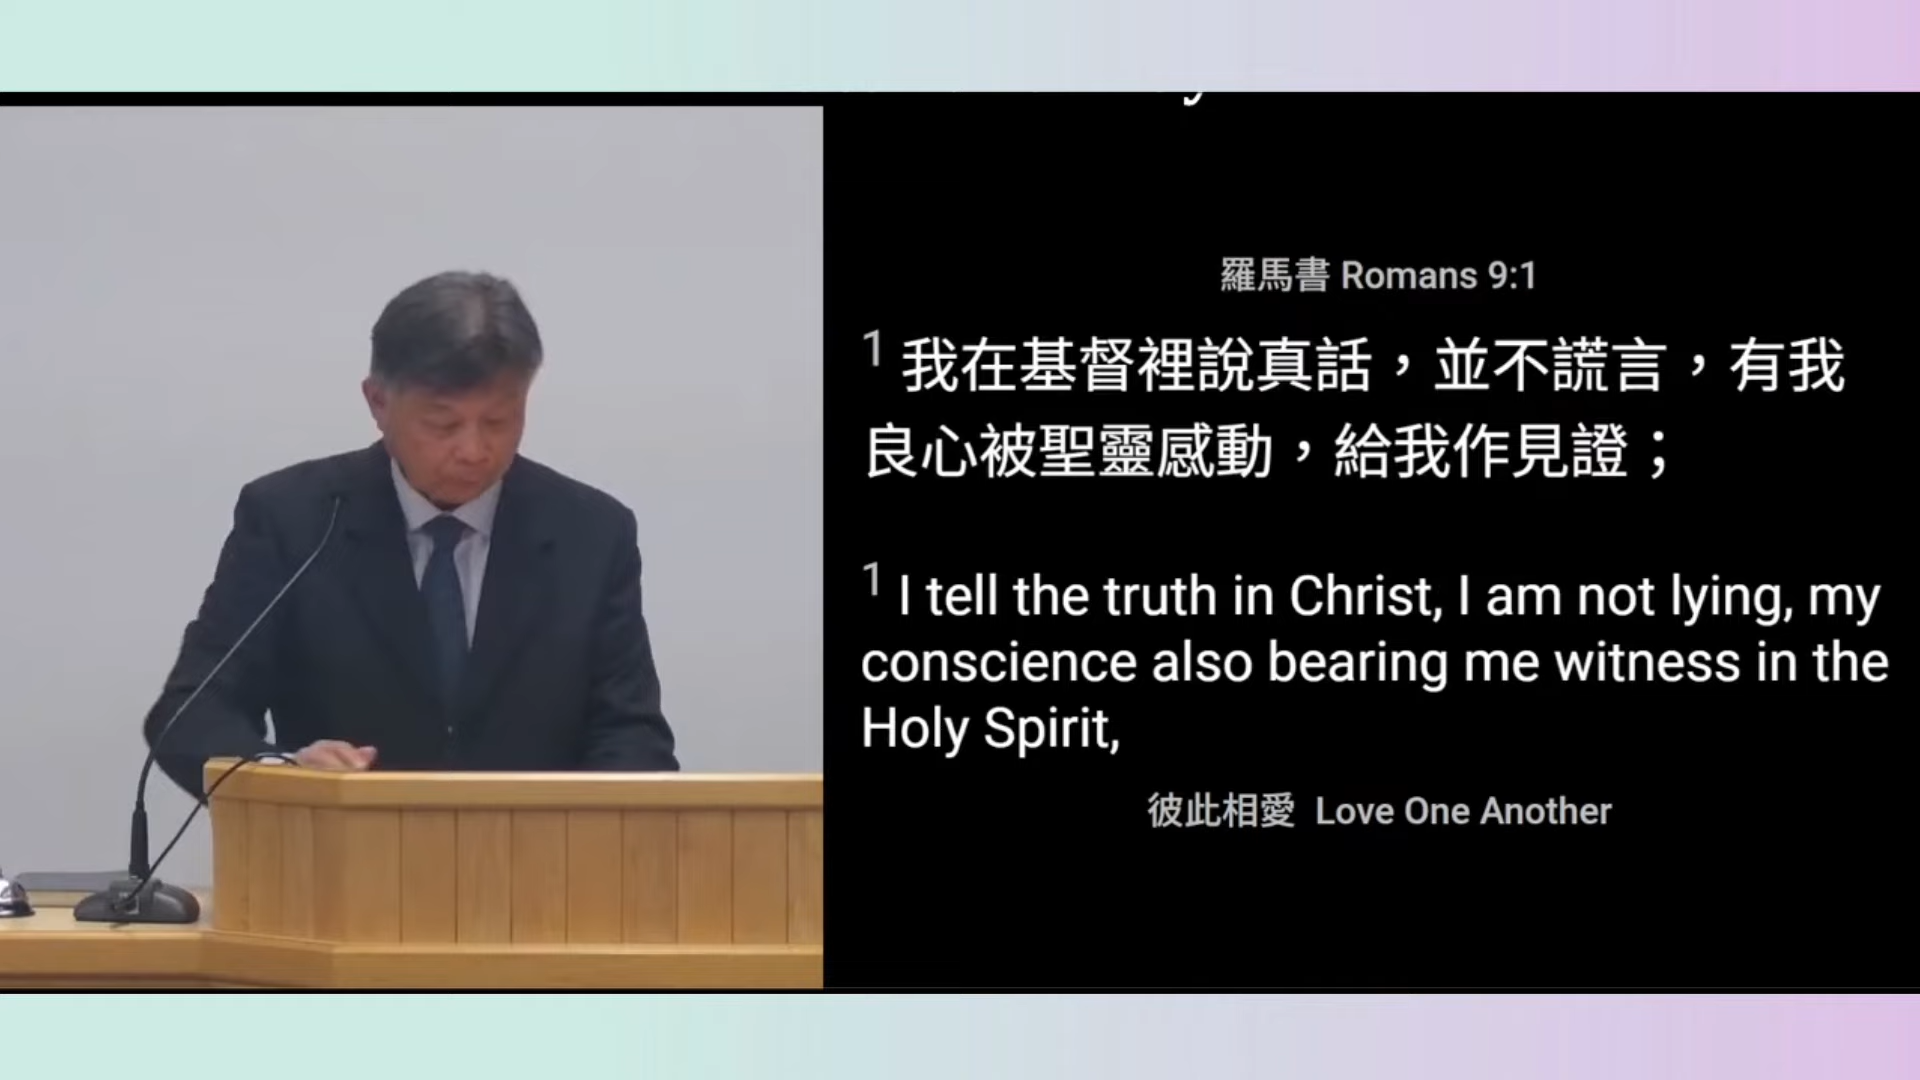 羅馬書 Romans 9:1
1 我在基督裡說真話，並不謊言，有我
良心被聖靈感動，給我作見證；
1 I tell the truth in Christ, I am not lying, my
conscience also bearing me witness in the
Holy Spirit,
彼此相愛 Love One Another